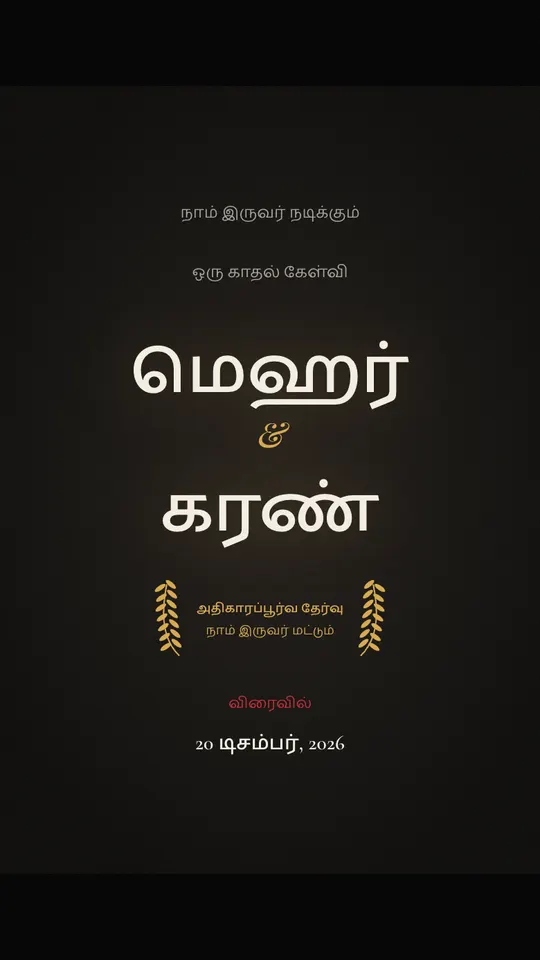 நாம் இருவர் நடிக்கும்
ஒரு காதல் கேள்வி
மெஹர்
&
கரண்
அதிகாரப்பூர்வ தேர்வு
நாம் இருவர் மட்டும்
விரைவில்
20 டிசம்பர், 2026